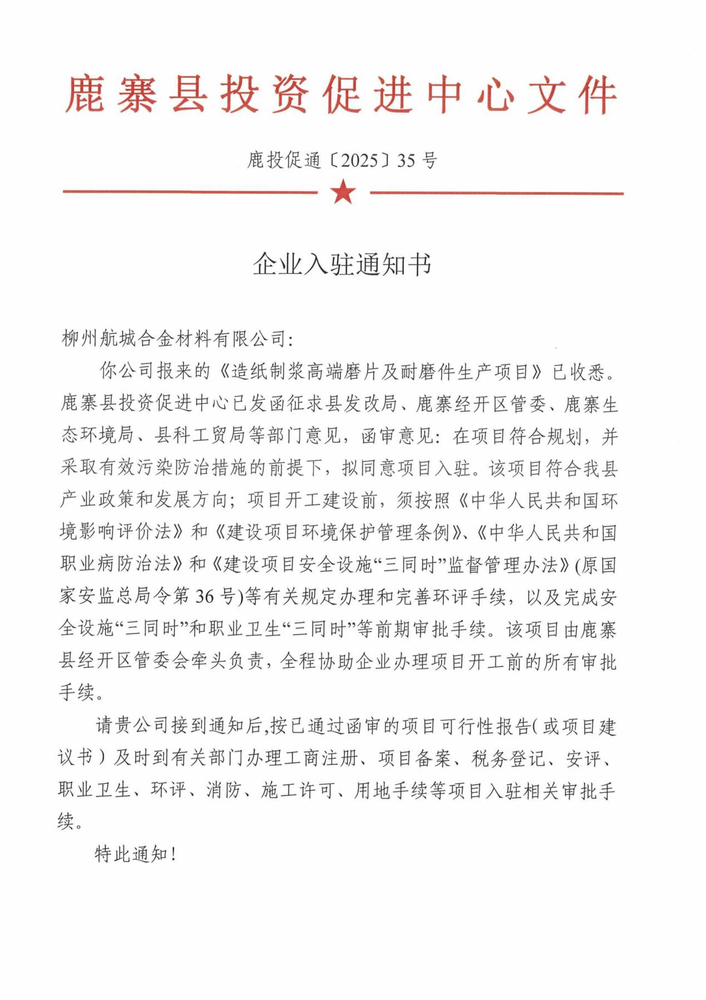 鹿寨县投资促进中心文件
鹿投促通〔2025〕35 号
企业入驻通知书
柳州航城合金材料有限公司:
你公司报来的《造纸制浆高端磨片及耐磨件生产项目》已收悉。
鹿寨县投资促进中心已发函征求县发改局、鹿寨经开区管委、鹿寨生
态环境局、县科工贸局等部门意见，函审意见：在项目符合规划，并
采取有效污染防治措施的前提下，拟同意项目入驻。该项目符合我县
产业政策和发展方向；项目开工建设前，须按照《中华人民共和国环
境影响评价法》和《建设项目环境保护管理条例》、《中华人民共和国
职业病防治法》和《建设项目安全设施“三同时”监督管理办法》(原国
家安监总局令第 36 号)等有关规定办理和完善环评手续，以及完成安
全设施“三同时”和职业卫生“三同时”等前期审批手续。该项目由鹿寨
县经开区管委会牵头负责，全程协助企业办理项目开工前的所有审批
手续。
请贵公司接到通知后,按已通过函审的项目可行性报告（或项目建
议书）及时到有关部门办理工商注册、项目备案、税务登记、安评、
职业卫生、环评、消防、施工许可、用地手续等项目入驻相关审批手
续。
特此通知！